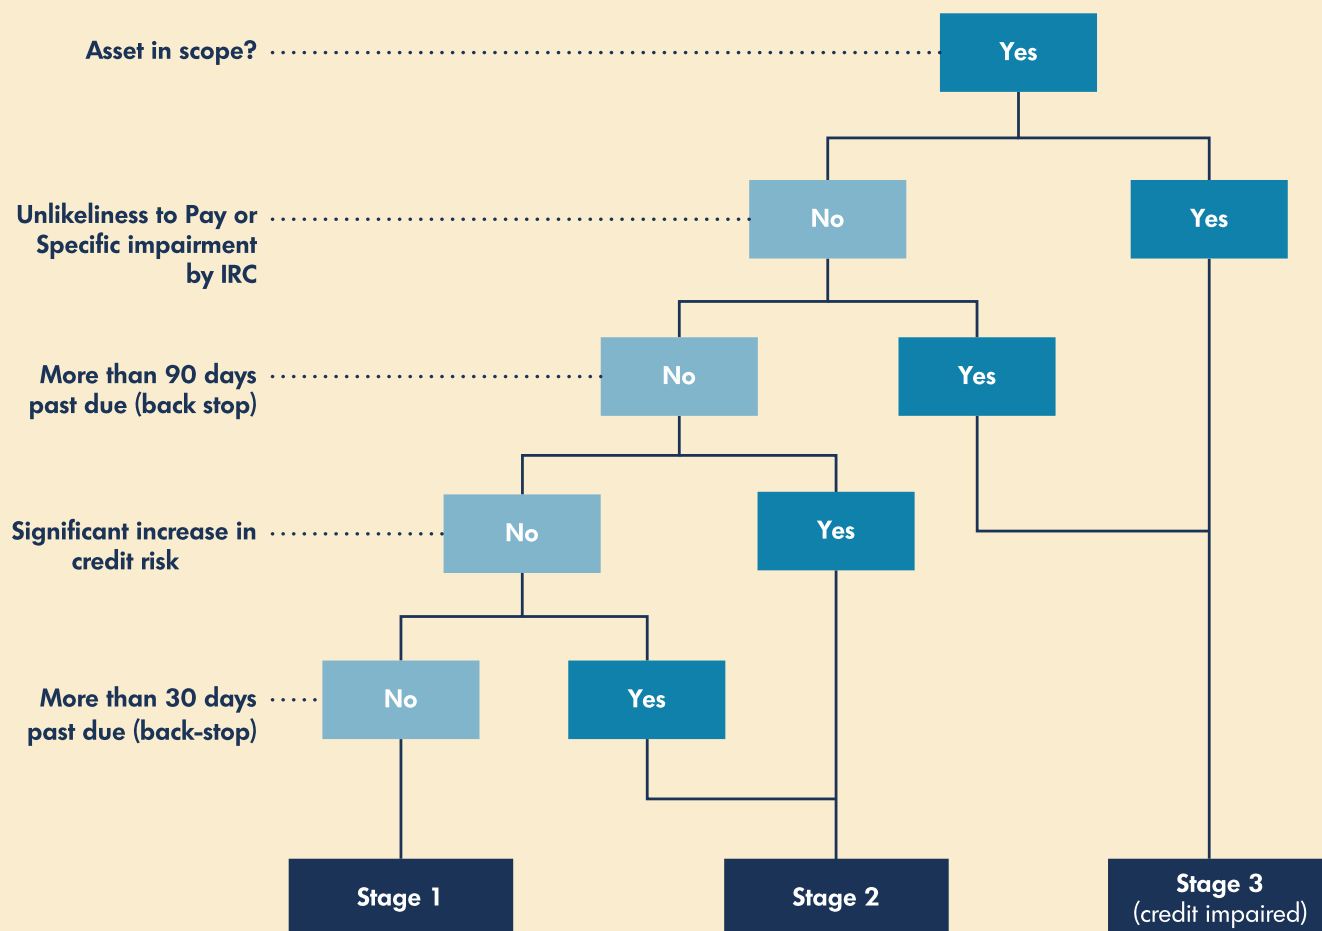 Asset in scope?
Yes
Unlikeliness to Pay or
Specific impairment
by IRC
No
Yes
More than 90 days
past due (back stop)
No
Yes
Significant increase in
credit risk
No
Yes
More than 30 days
past due (back-stop)
No
Yes
Stage 1
Stage 2
Stage 3
(credit impaired)